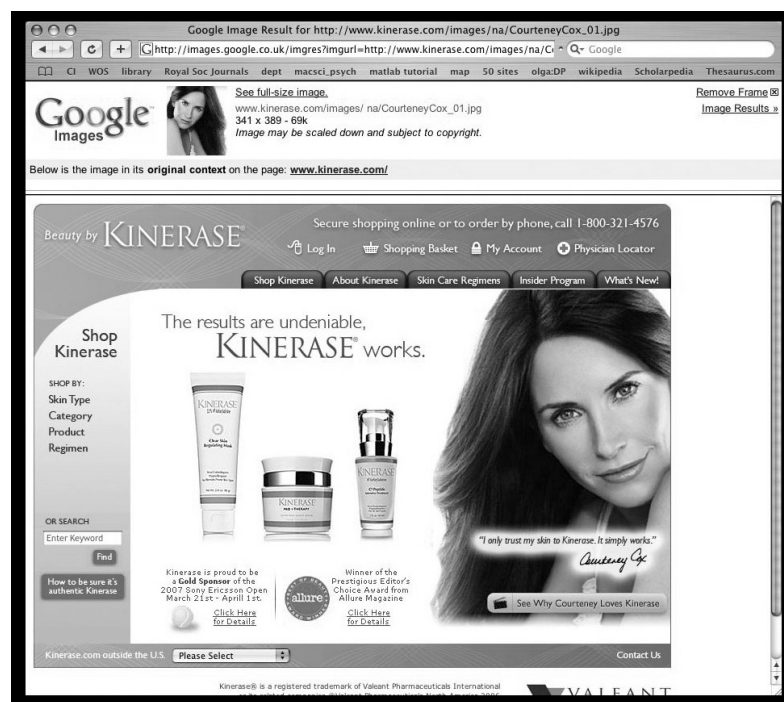 Google Image Result for http://www.kinerase.com/images/na/CourteneyCox_01.jpg
http://images.google.co.uk/imgres?imgurl=http://www.kinerase.com/images/na/C
Google
CI WOS library Royal Soc Journals dept macsci_psych matlab tutorial map 50 sites olga:DP wikipedia Scholarpedia Thesaurus.com
Google
Images
See full-size image.
www.kinerase.com/images/ na/CourteneyCox_01.jpg
341 x 389 - 69k
Image may be scaled down and subject to copyright.
Remove Frame
Image Results »
Below is the image in its original context on the page: www.kinerase.com/
Beauty by KINERASE®
Secure shopping online or to order by phone, call 1-800-321-4576
Log In Shopping Basket My Account Physician Locator
Shop Kinerase About Kinerase Skin Care Regimens Insider Program What's New!
Shop
Kinerase
SHOP BY:
Skin Type
Category
Product
Regimen
OR SEARCH
Enter Keyword
Find
How to be sure it's
authentic Kinerase
The results are undeniable,
KINERASE® works.
KINERASE
Clear Skin
Regulating Mask
KINERASE
PRO+THERAPY
KINERASE
"I only trust my skin to Kinerase. It simply works."
Courteney Cox
See Why Courteney Loves Kinerase
Kinerase is proud to be
a Gold Sponsor of the
2007 Sony Ericsson Open
March 21st - Aprill 1st.
Click Here
for Details
allure
Winner of the
Prestigious Editor's
Choice Award from
Allure Magazine
Click Here
for Details
Kinerase.com outside the U.S. Please Select
Contact Us
Kinerase® is a registered trademark of Valeant Pharmaceuticals International
VALEANT